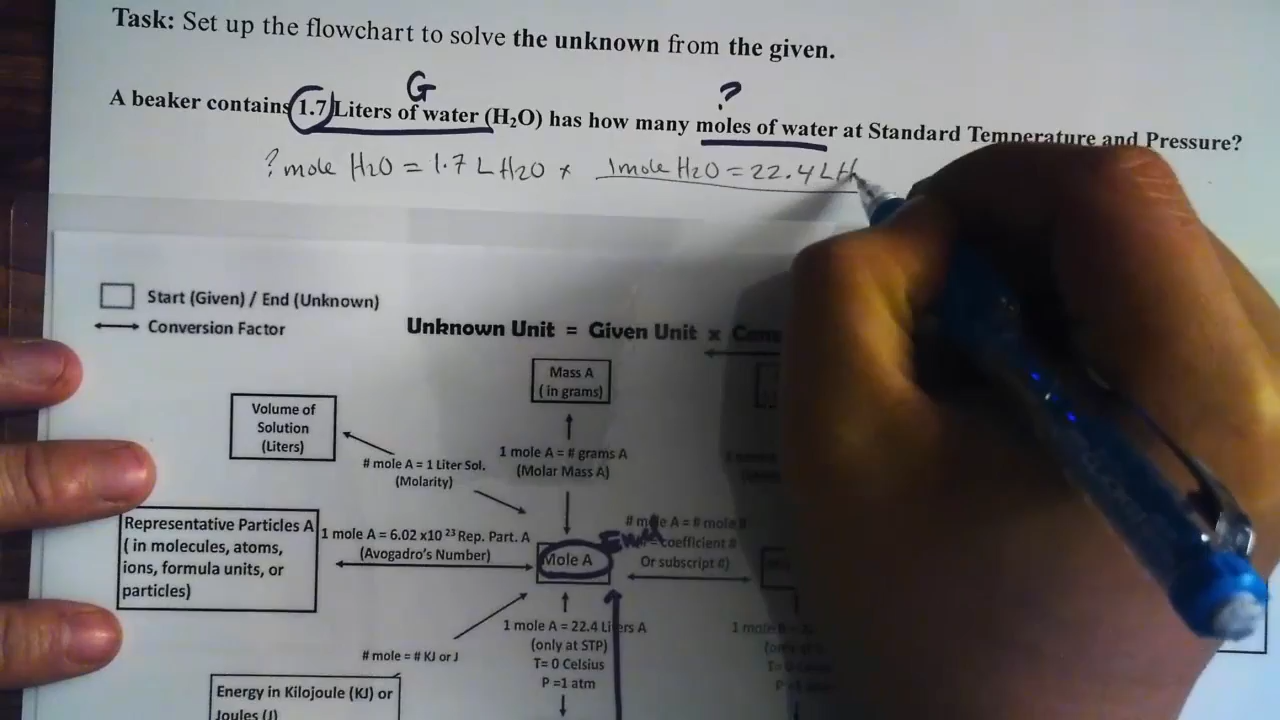 Task: Set up the flowchart to solve the unknown from the given.
G ?
A beaker contains 1.7 Liters of water (H₂O) has how many moles of water at Standard Temperature and Pressure?
? mole H2O = 1.7 L H2O × 1 mole H2O = 22.4 L H
Start (Given) / End (Unknown)
Conversion Factor
Unknown Unit = Given Unit x
Mass A
( in grams)
Volume of
Solution
(Liters)
1 mole A = # grams A
(Molar Mass A)
# mole A = 1 Liter Sol.
(Molarity)
Representative Particles A
( in molecules, atoms,
ions, formula units, or
particles)
1 mole A = 6.02 x10 ²³ Rep. Part. A
(Avogadro's Number)
Mole A
End
# mole A = # mole B
coefficient #
Or subscript #)
1 mole A = 22.4 Liters A
(only at STP)
T= 0 Celsius
P =1 atm
# mole = # KJ or J
Energy in Kilojoule (KJ) or
Joules (J)